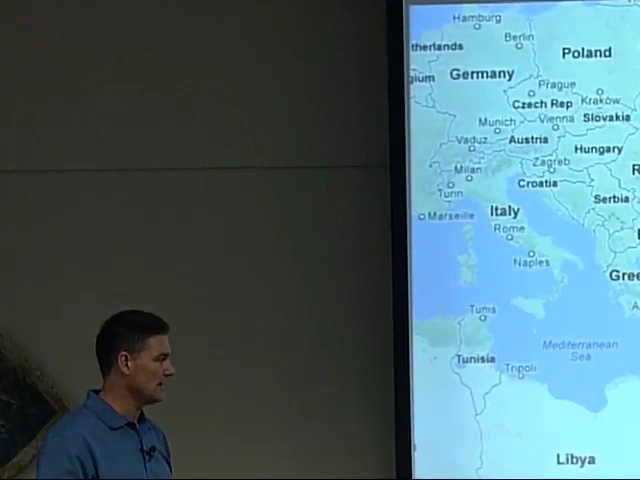 Hamburg
Berlin
therlands
Poland
gium
Germany
Prague
Czech Rep
Kraków
Munich
Vienna
Slovakia
Vaduz
Austria
Hungary
Milan
Zagreb
R
Turin
Croatia
Serbia
Marseille
Italy
Rome
Naples
Gree
A
Tunis
Mediterranean
Sea
Tunisia
Tripoli
Libya